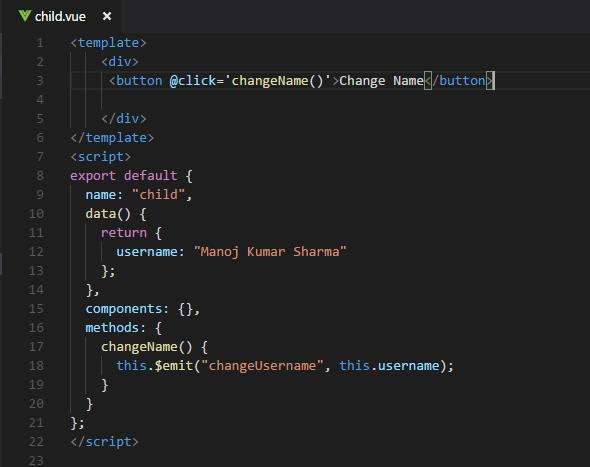 child.vue ×
1 <template>
2 <div>
3 <button @click='changeName()'>Change Name</button>
4
5 </div>
6 </template>
7 <script>
8 export default {
9 name: "child",
10 data() {
11 return {
12 username: "Manoj Kumar Sharma"
13 };
14 },
15 components: {},
16 methods: {
17 changeName() {
18 this.$emit("changeUsername", this.username);
19 }
20 }
21 };
22 </script>
23